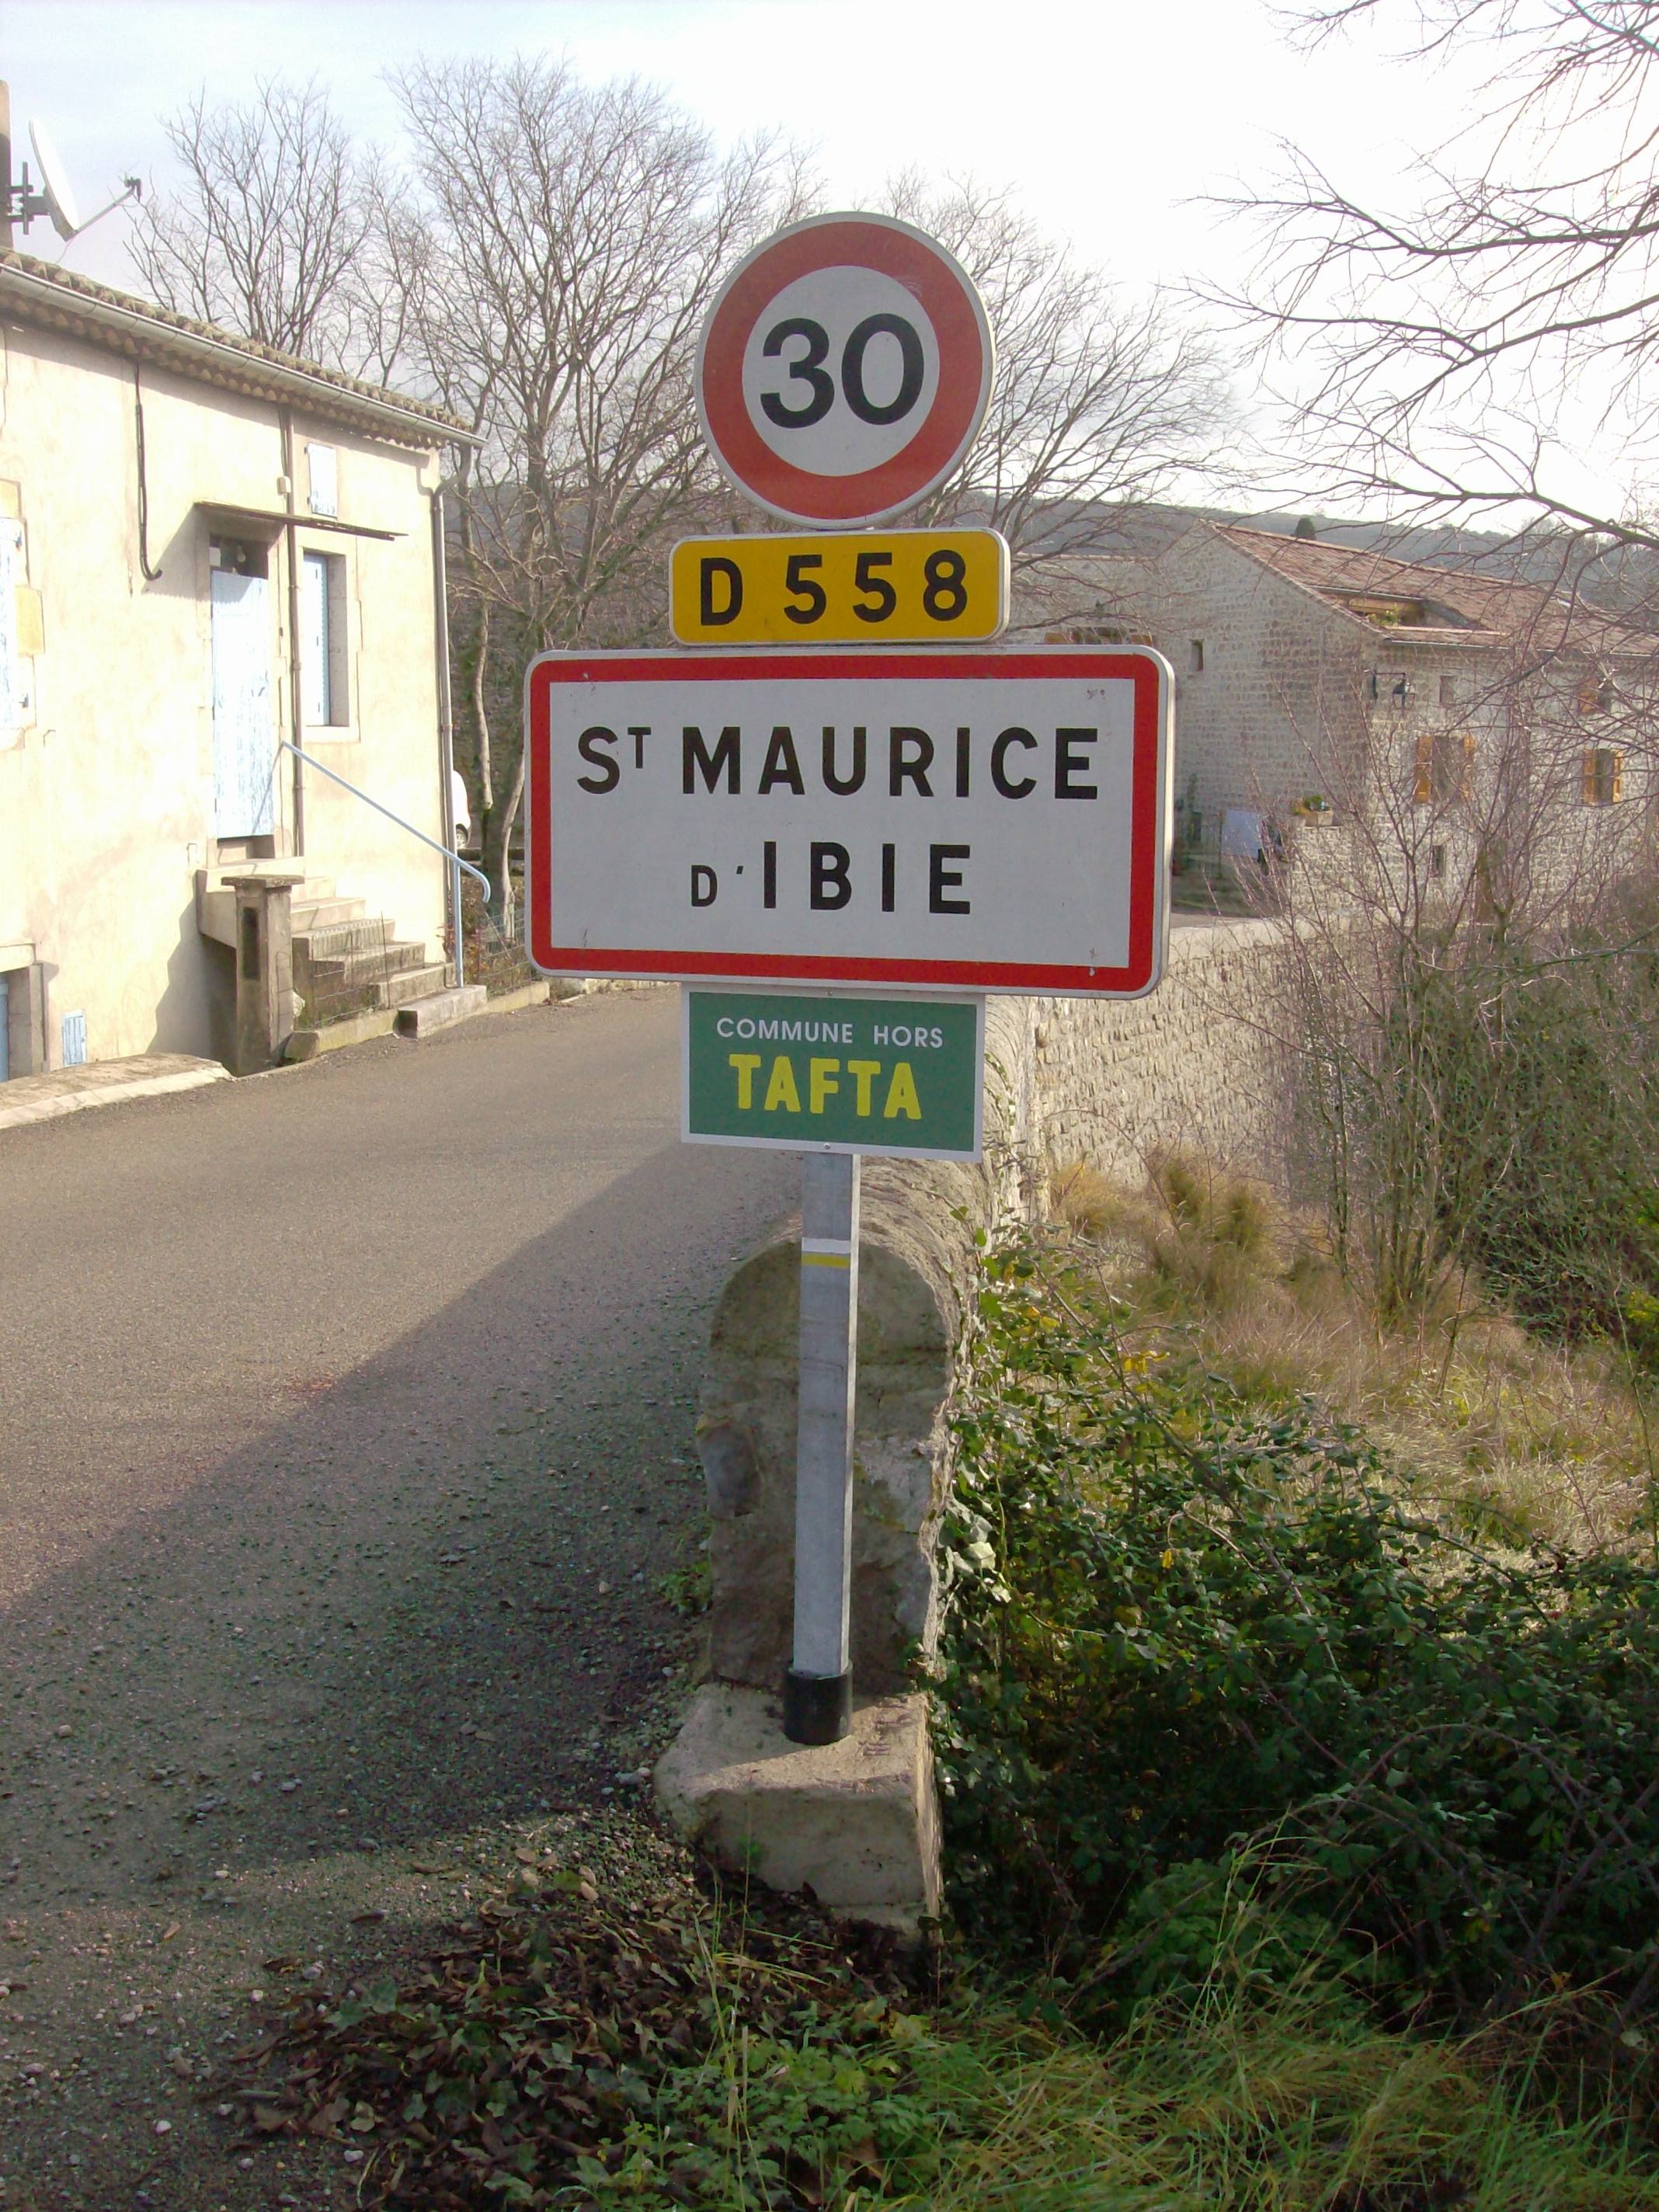 30
D 558
ST MAURICE
D'IBIE
COMMUNE HORS
TAFTA